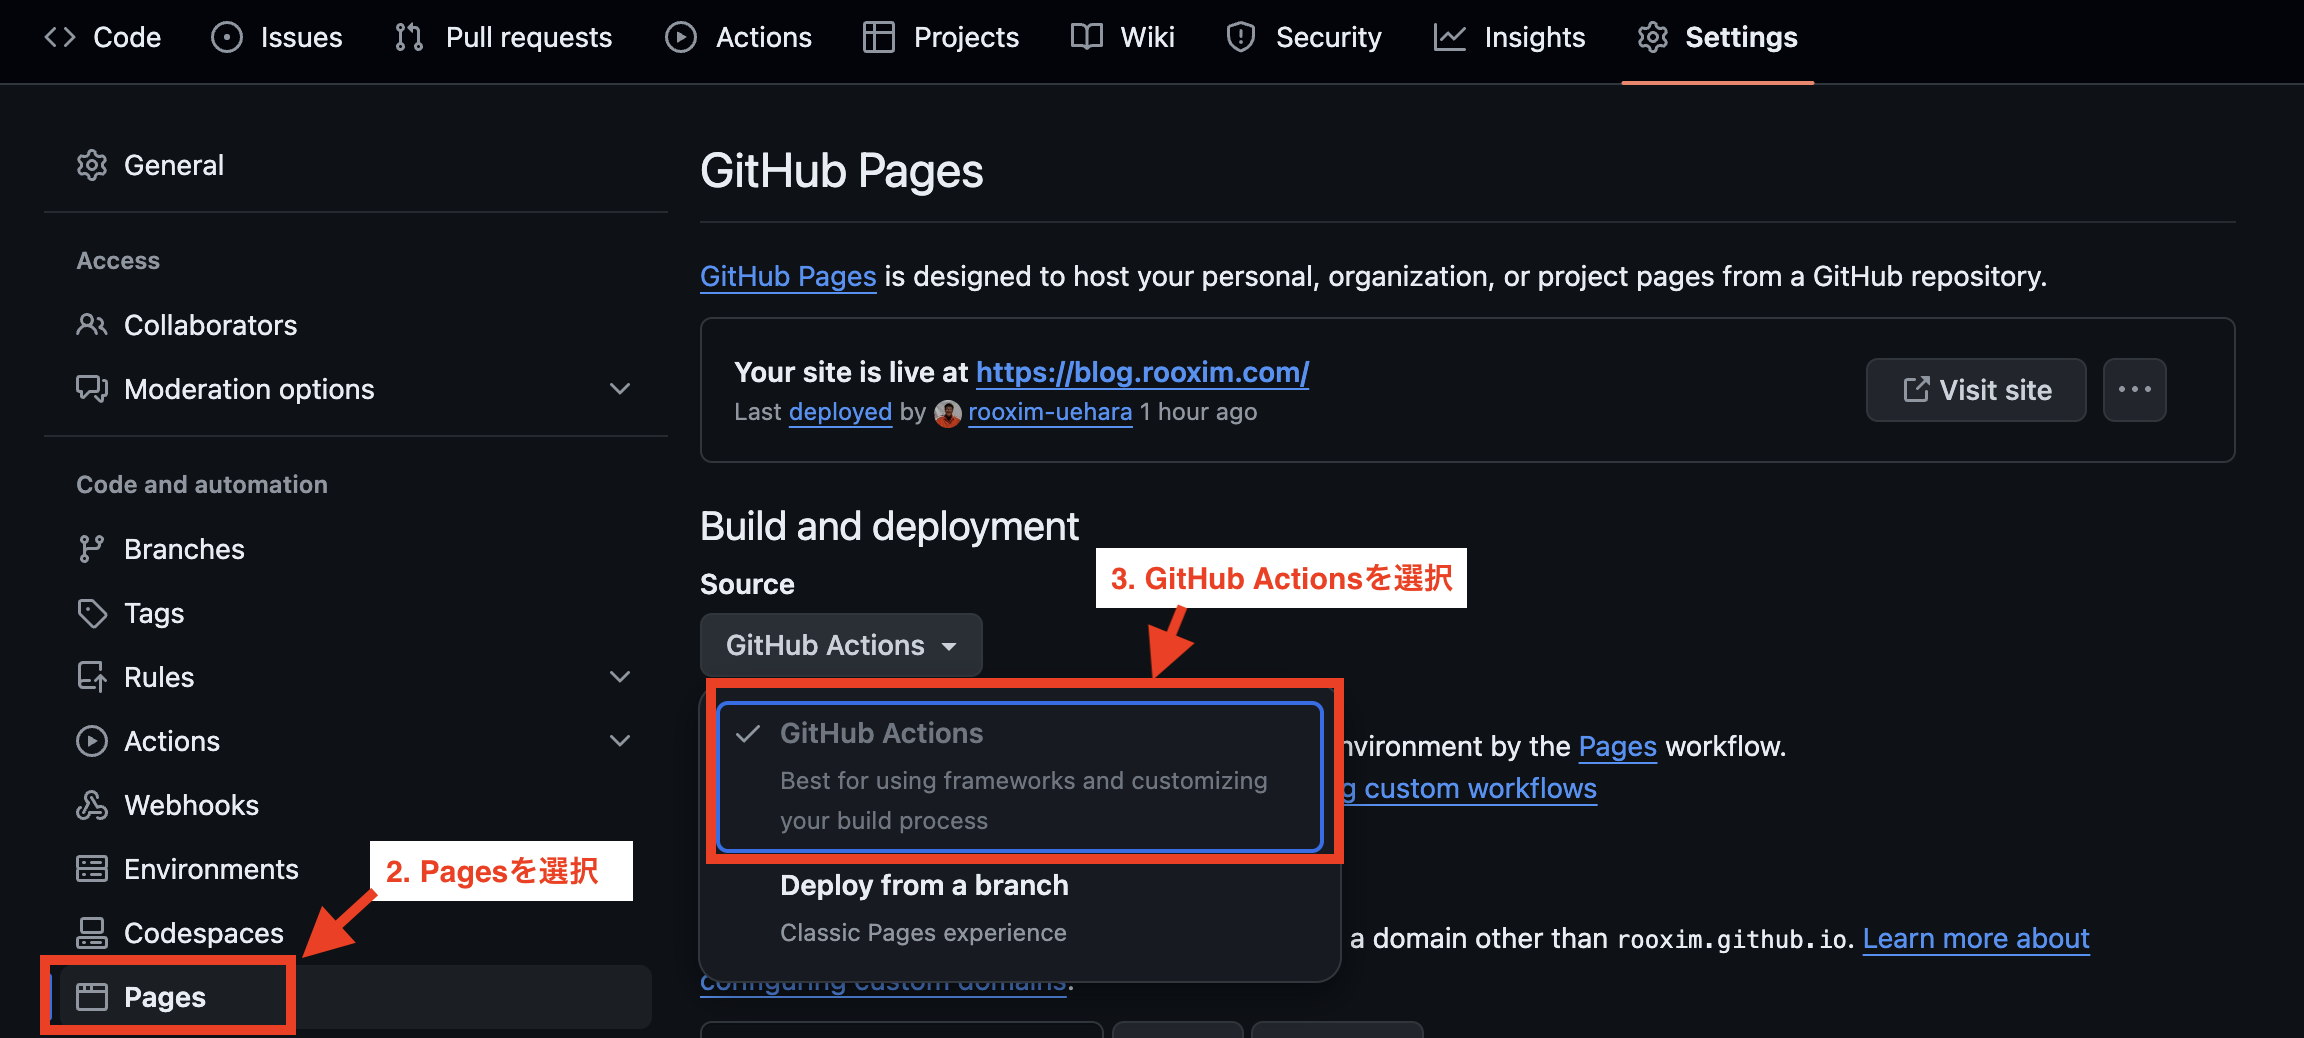 Code
Issues
Pull requests
Actions
Projects
Wiki
Security
Insights
Settings
General
Access
Collaborators
Moderation options
Code and automation
Branches
Tags
Rules
Actions
Webhooks
Environments
2. Pagesを選択
Codespaces
Pages
GitHub Pages
GitHub Pages is designed to host your personal, organization, or project pages from a GitHub repository.
Your site is live at https://blog.rooxim.com/
Last deployed by rooxim-uehara 1 hour ago
Visit site
Build and deployment
3. GitHub Actionsを選択
Source
GitHub Actions
GitHub Actions
Best for using frameworks and customizing
your build process
nvironment by the Pages workflow.
g custom workflows
Deploy from a branch
Classic Pages experience
a domain other than rooxim.github.io. Learn more about
configuring custom domains.